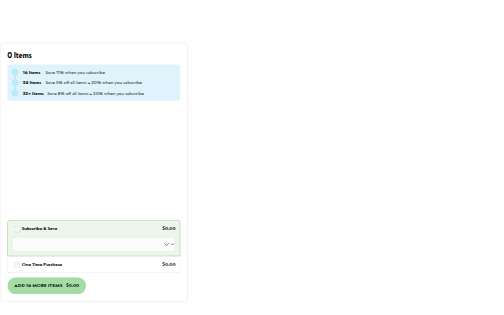 0 Items
16 Items Save 11% when you subscribe
24 Items Save 5% off all items + 20% when you subscribe
32+ Items Save 8% off all items + 20% when you subscribe
Subscribe & Save $0.00
One Time Purchase $0.00
ADD 16 MORE ITEMS $0.00